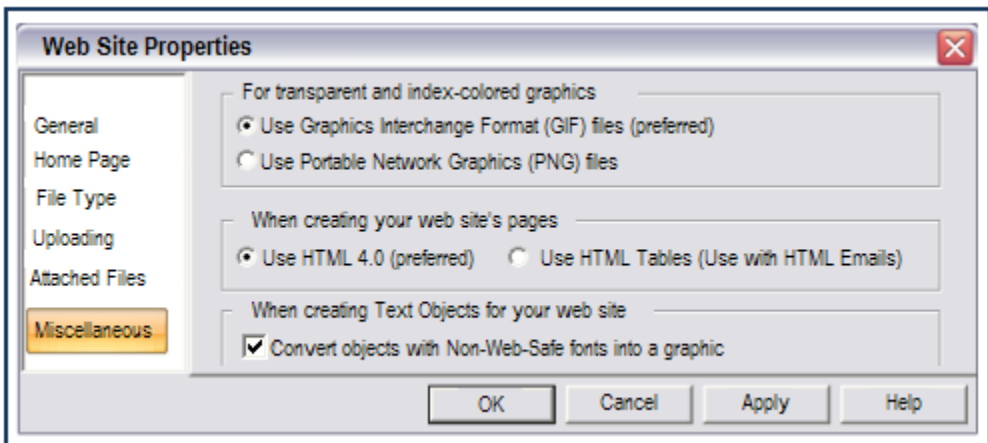 Web Site Properties
General
Home Page
File Type
Uploading
Attached Files
Miscellaneous
For transparent and index-colored graphics
Use Graphics Interchange Format (GIF) files (preferred)
Use Portable Network Graphics (PNG) files
When creating your web site's pages
Use HTML 4.0 (preferred) Use HTML Tables (Use with HTML Emails)
When creating Text Objects for your web site
Convert objects with Non-Web-Safe fonts into a graphic
OK Cancel Apply Help